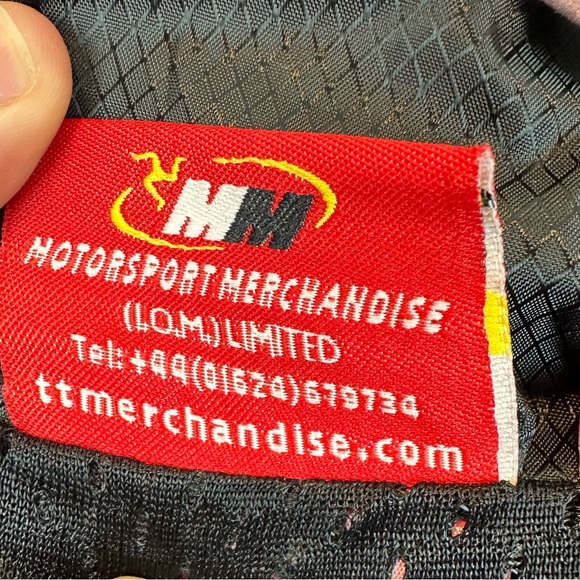 MM
MOTORSPORT MERCHANDISE
(I.O.M.) LIMITED
Tel: +44(01624)679734
ttmerchandise.com